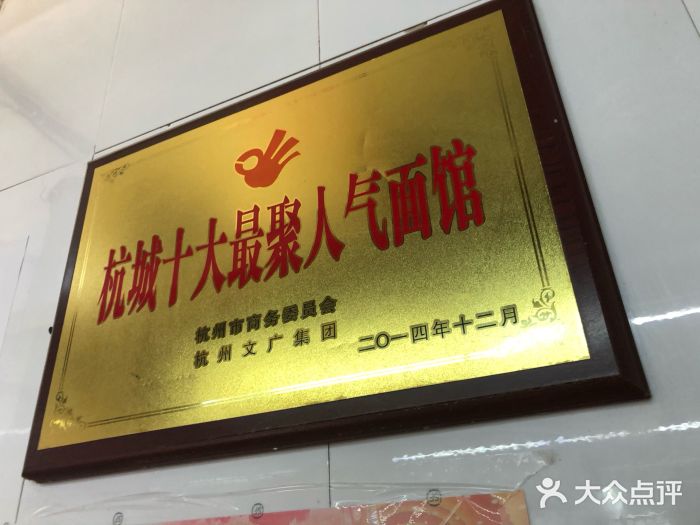 杭城十大最聚人气面馆
杭州市商务委员会
杭州文广集团
二〇一四年十二月
大众点评